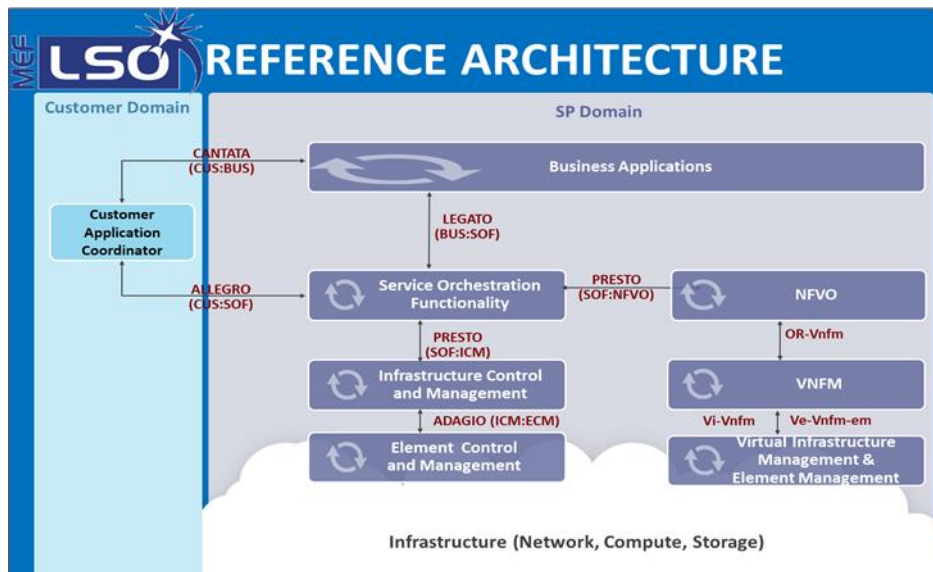 MEF
LSO
REFERENCE ARCHITECTURE
Customer Domain
SP Domain
CANTATA
(CUS:BUS)
Business Applications
Customer
Application
Coordinator
LEGATO
(BUS:SOF)
ALLEGRO
(CUS:SOF)
Service Orchestration
Functionality
PRESTO
(SOF:NFVO)
NFVO
PRESTO
(SOF:ICM)
OR-Vnfm
Infrastructure Control
and Management
VNFM
ADAGIO (ICM:ECM)
Vi-Vnfm
Ve-Vnfm-em
Element Control
and Management
Virtual Infrastructure
Management &
Element Management
Infrastructure (Network, Compute, Storage)